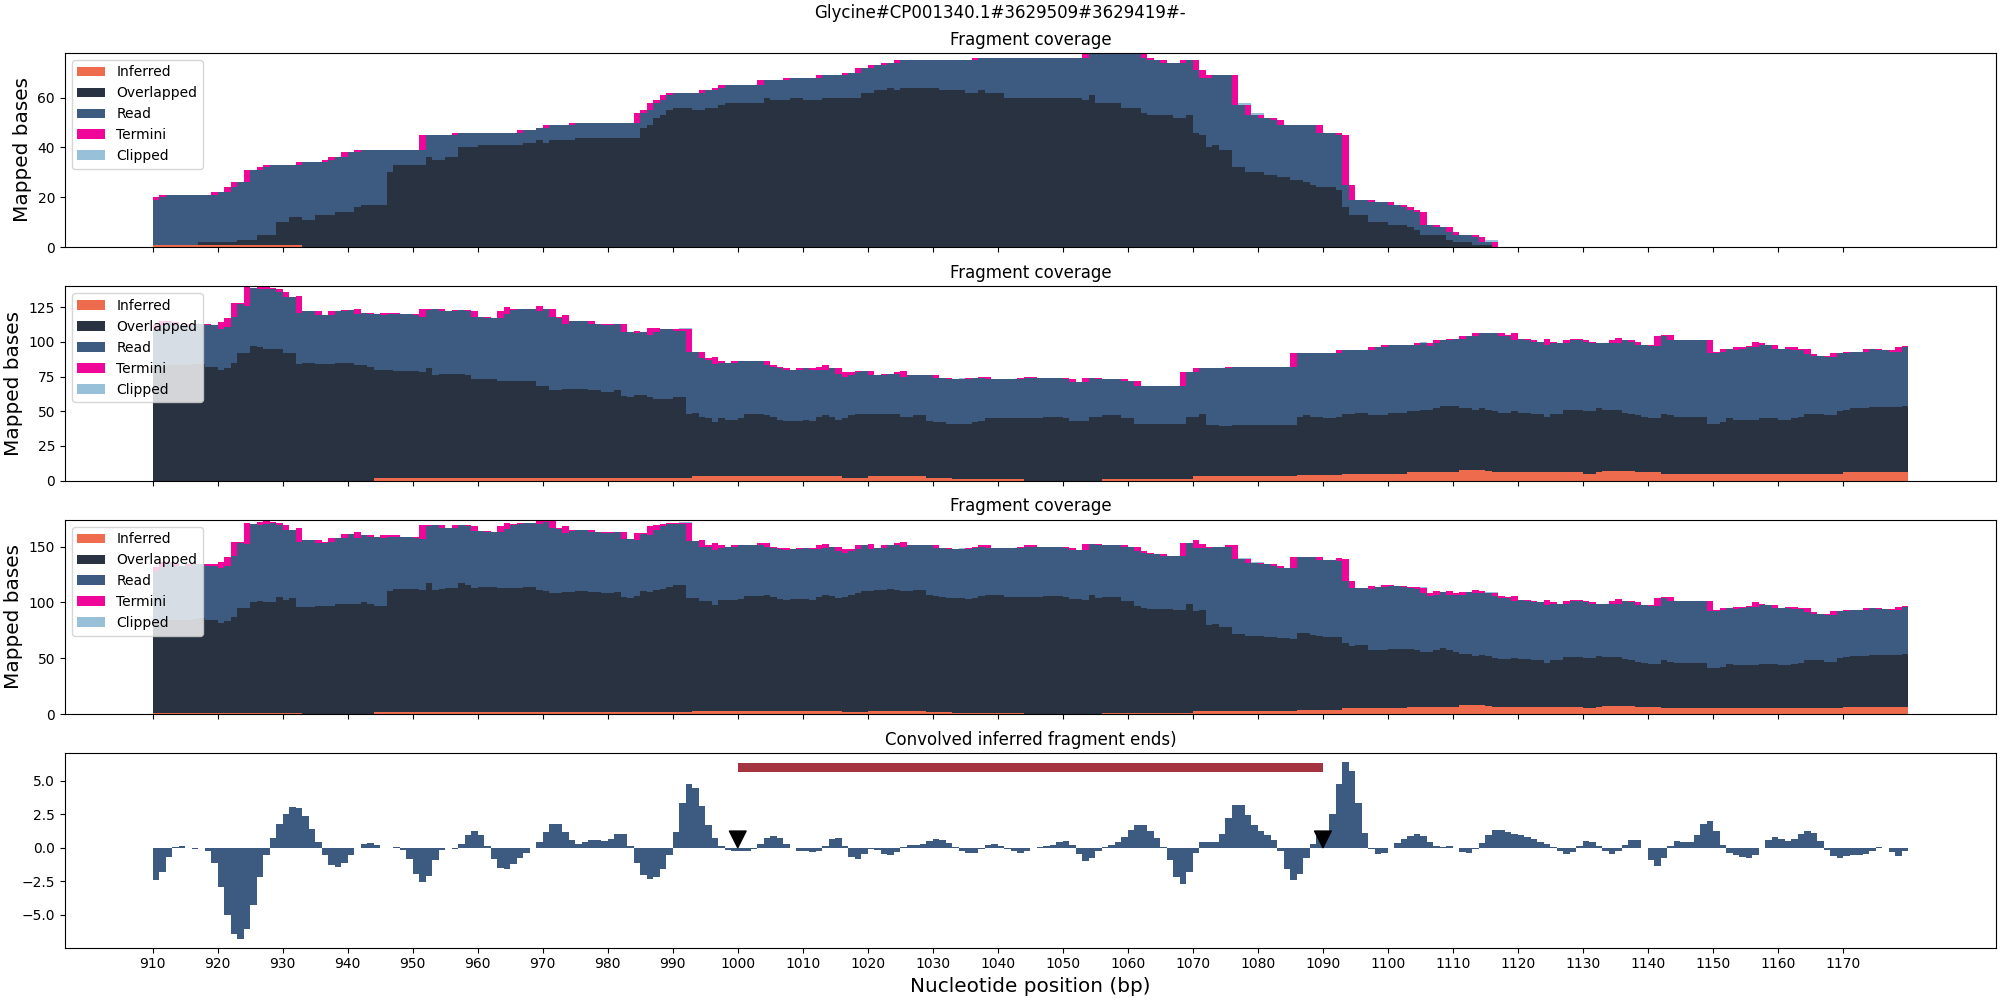 Glycine#CP001340.1#3629509#3629419#-
Fragment coverage
Mapped bases
60
40
20
0
Inferred
Overlapped
Read
Termini
Clipped
Fragment coverage
Mapped bases
125
100
75
50
25
0
Inferred
Overlapped
Read
Termini
Clipped
Fragment coverage
Mapped bases
150
100
50
0
Inferred
Overlapped
Read
Termini
Clipped
Convolved inferred fragment ends)
5.0
2.5
0.0
−2.5
−5.0
910 920 930 940 950 960 970 980 990 1000 1010 1020 1030 1040 1050 1060 1070 1080 1090 1100 1110 1120 1130 1140 1150 1160 1170
Nucleotide position (bp)